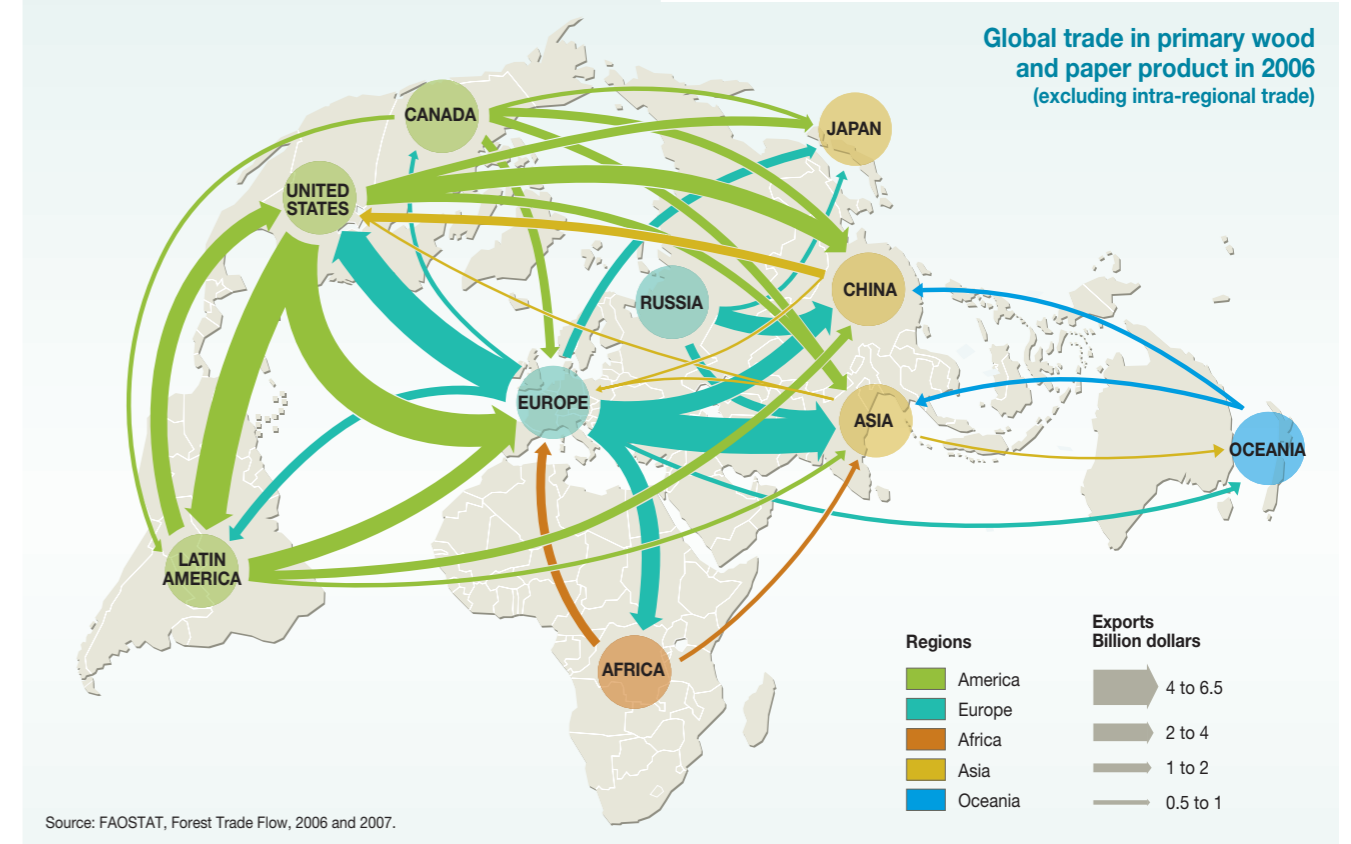 Global trade in primary wood
and paper product in 2006
(excluding intra-regional trade)
CANADA
JAPAN
UNITED
STATES
CHINA
RUSSIA
EUROPE
ASIA
OCEANIA
LATIN
AMERICA
AFRICA
Regions
America
Europe
Africa
Asia
Oceania
Exports
Billion dollars
4 to 6.5
2 to 4
1 to 2
0.5 to 1
Source: FAOSTAT, Forest Trade Flow, 2006 and 2007.